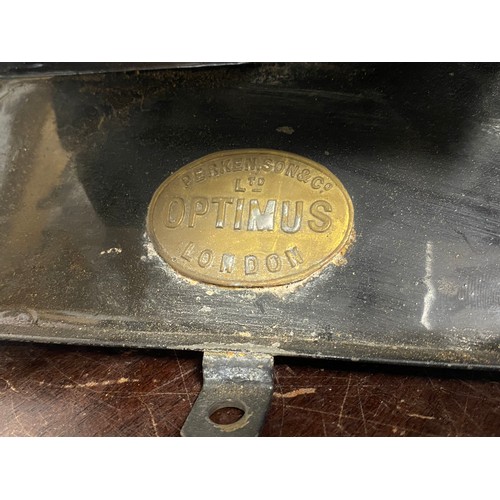 PERKEN, SON & Co
LTD
OPTIMUS
LONDON